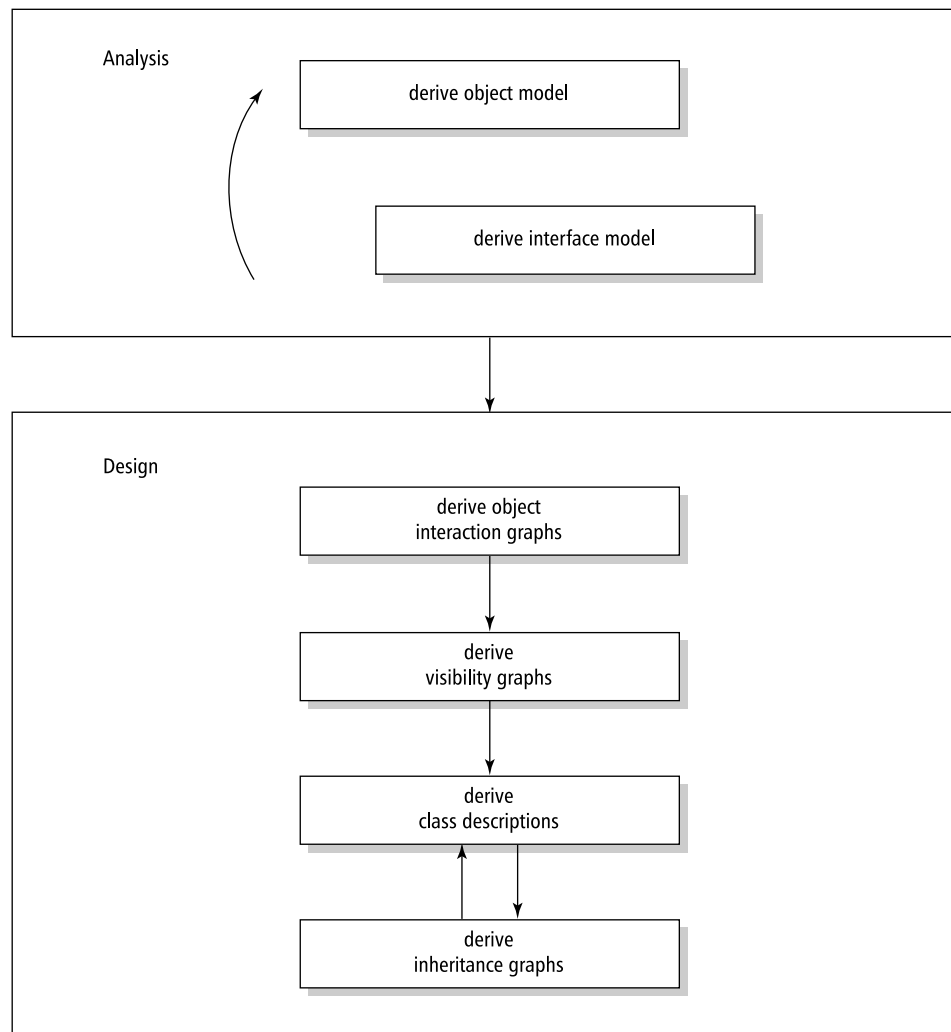 Analysis
derive object model
derive interface model
Design
derive object
interaction graphs
derive
visibility graphs
derive
class descriptions
derive
inheritance graphs